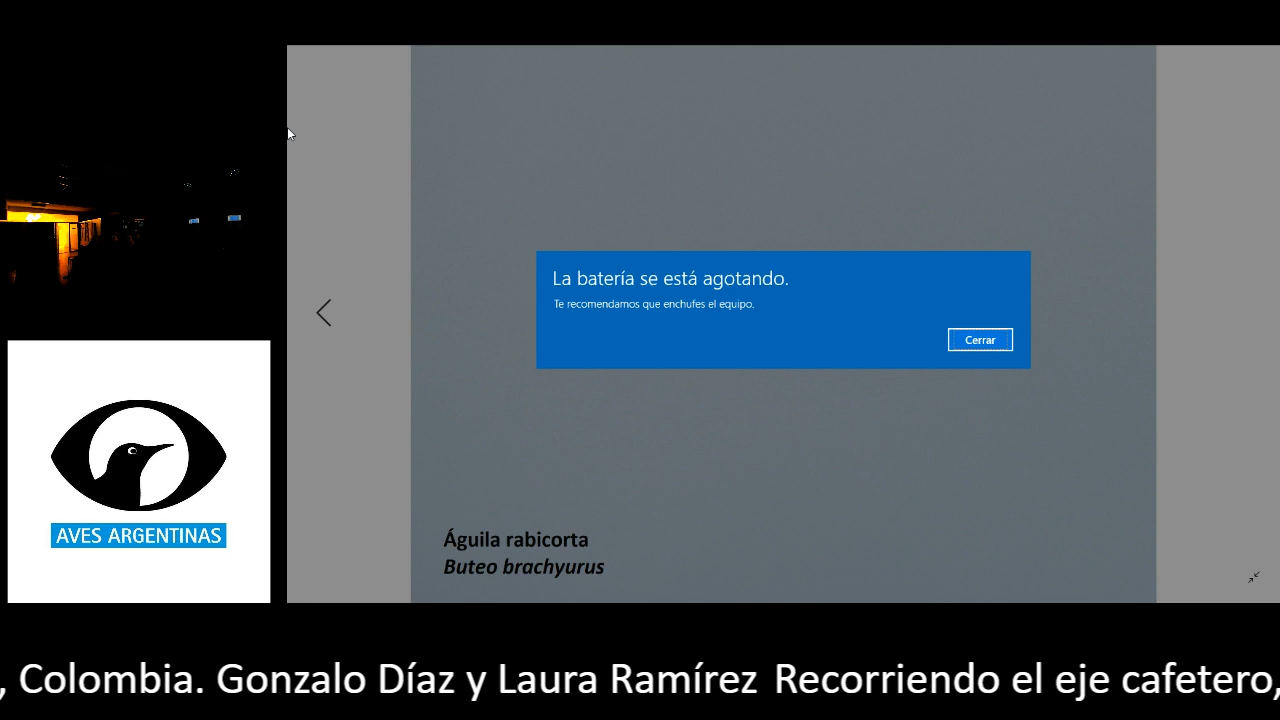 La batería se está agotando.
Te recomendamos que enchufes el equipo.
Cerrar
AVES ARGENTINAS
Águila rabicorta
Buteo brachyurus
, Colombia. Gonzalo Díaz y Laura Ramírez Recorriendo el eje cafetero,